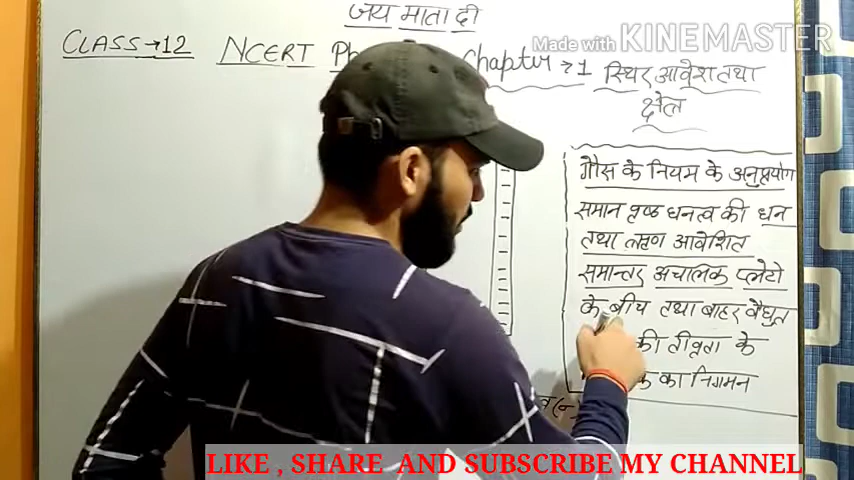 जय माता दी
Made with KINEMASTER
CLASS→12 NCERT Chapter→1 स्थिर आवेश तथा
क्षेत्र
गौस के नियम के अनुप्रयोग
समान पृष्ठ घनत्व की धन
तथा ऋण आवेशित
समान्तर अचालक प्लेटो
के बीच तथा बाहर वैधुत
की तीव्रता के
का निगमन
LIKE , SHARE AND SUBSCRIBE MY CHANNEL